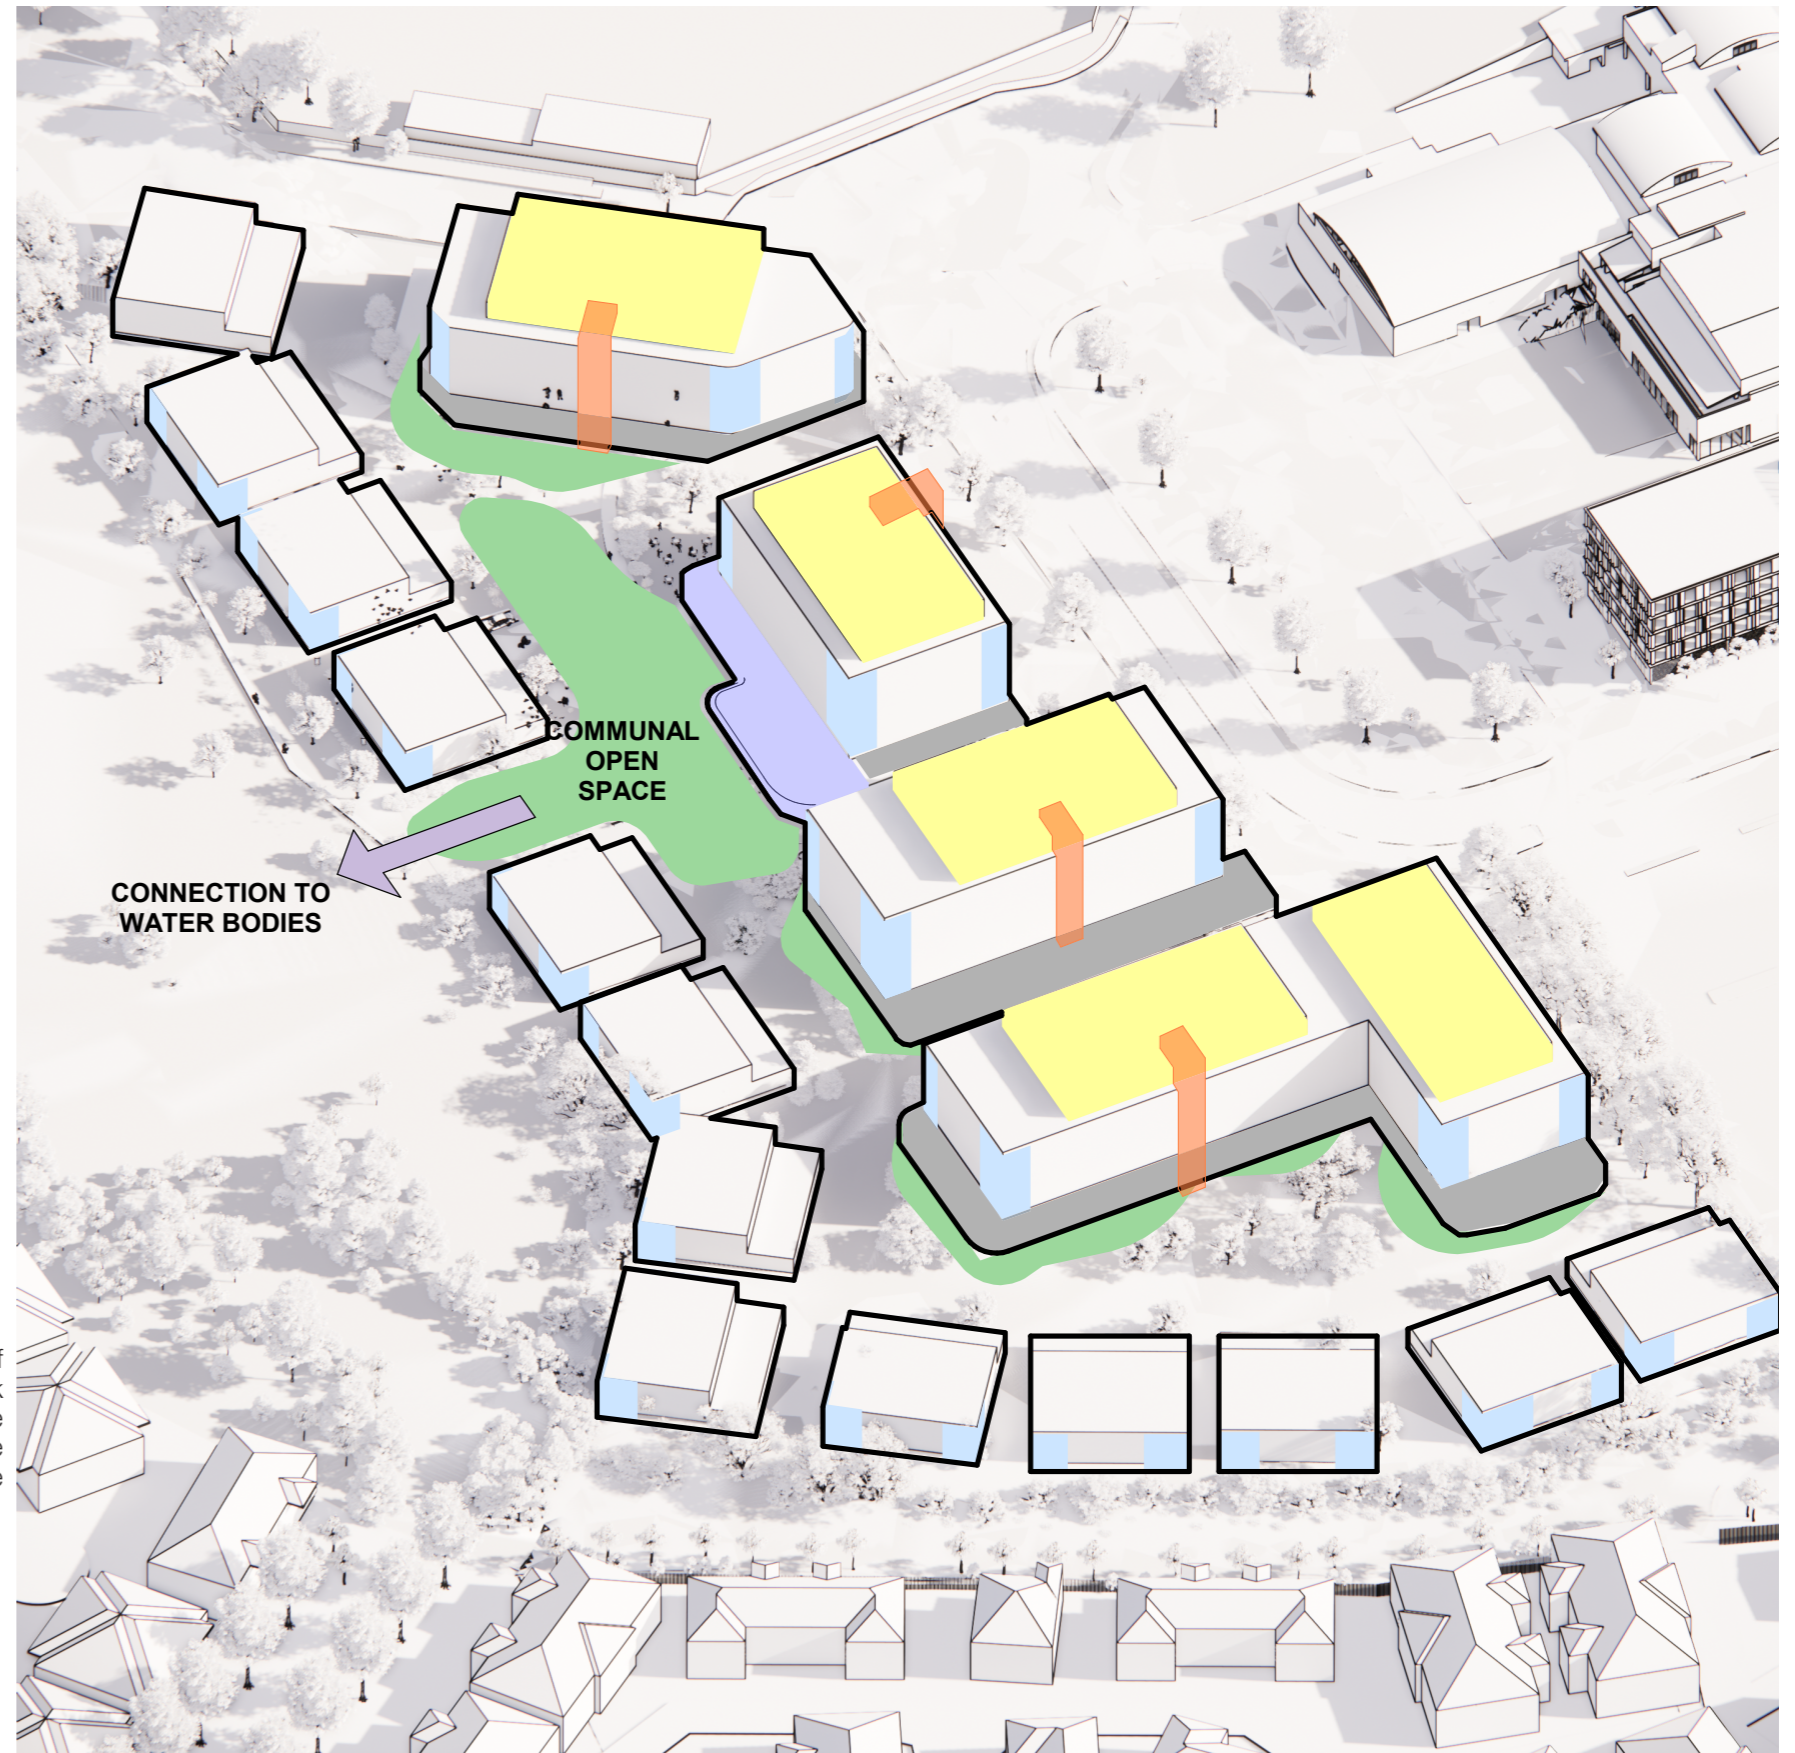 COMMUNAL
OPEN
SPACE
CONNECTION TO
WATER BODIES
f
k
e
e
e